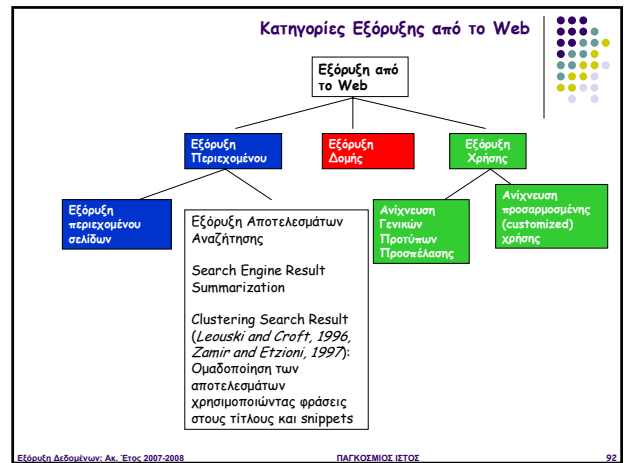 Κατηγορίες Εξόρυξης από το Web
Εξόρυξη από
το Web
Εξόρυξη
Περιεχομένου
Εξόρυξη
Δομής
Εξόρυξη
Χρήσης
Εξόρυξη
περιεχομένου
σελίδων
Εξόρυξη Αποτελεσμάτων
Αναζήτησης
Search Engine Result
Summarization
Clustering Search Result
(Leouski and Croft, 1996,
Zamir and Etzioni, 1997):
Ομαδοποίηση των
αποτελεσμάτων
χρησιμοποιώντας φράσεις
στους τίτλους και snippets
Ανίχνευση
Γενικών
Προτύπων
Προσπέλασης
Ανίχνευση
προσαρμοσμένης
(customized)
χρήσης
Εξόρυξη Δεδομένων: Ακ. Έτος 2007-2008
ΠΑΓΚΟΣΜΙΟΣ ΙΣΤΟΣ
92